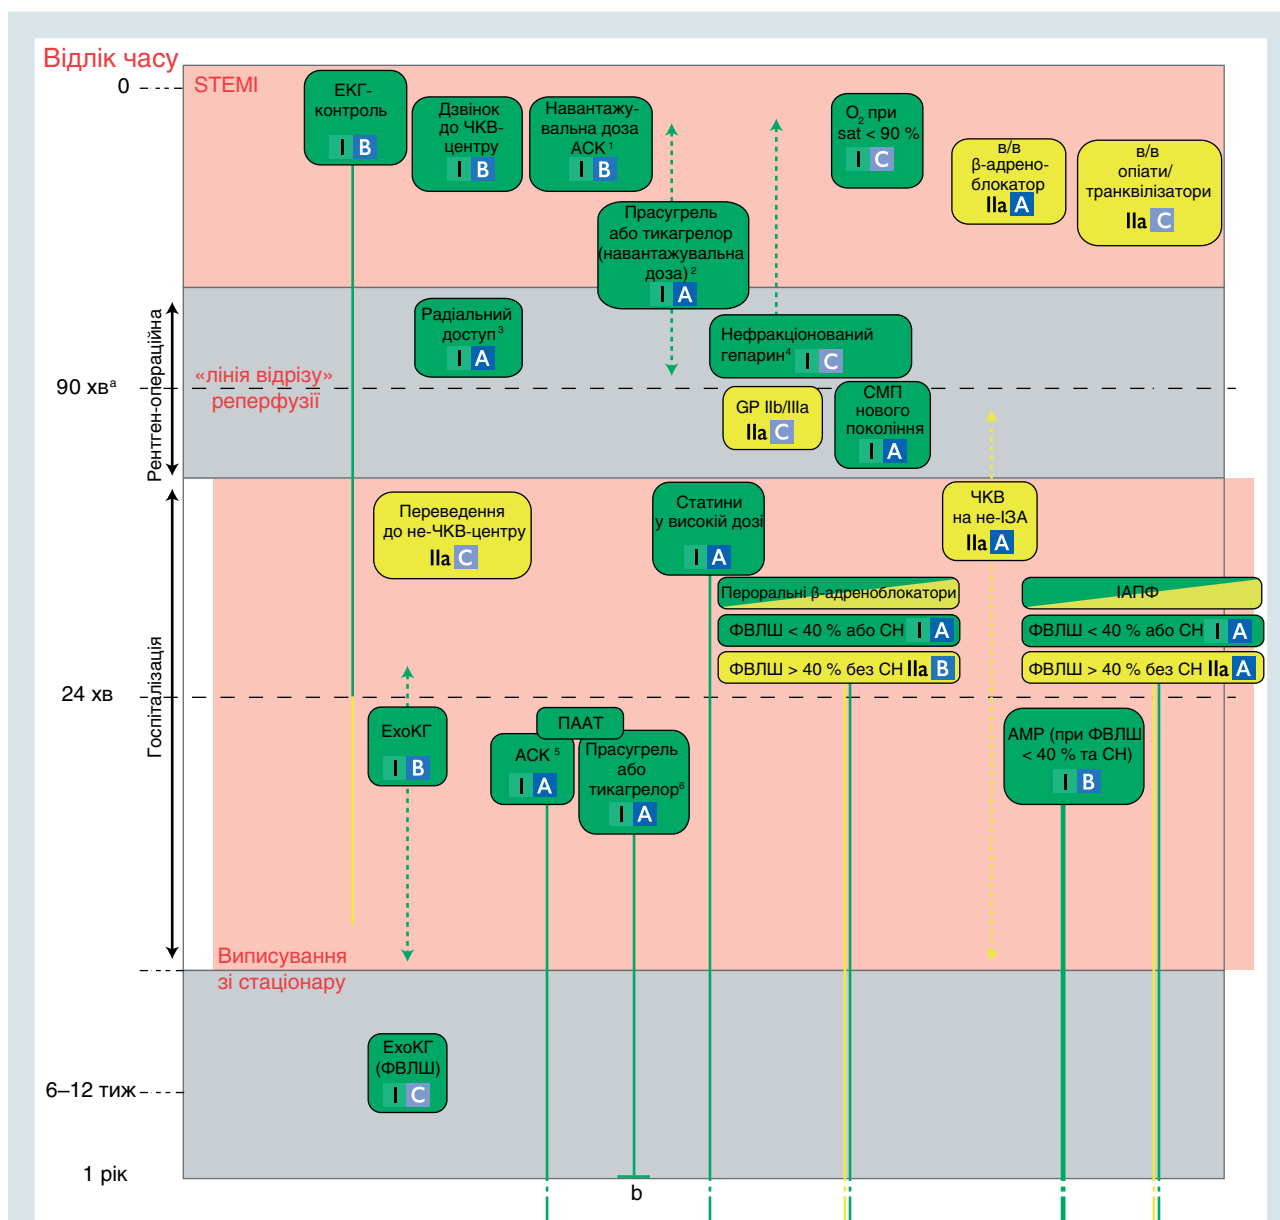 Відлік часу
0
STEMI
ЕКГ-
контроль
I B
Дзвінок
до ЧКВ-
центру
I B
Навантажу-
вальна доза
АСК 1
I B
O2 при
sat < 90 %
I C
в/в
β-адрено-
блокатор
IIa A
в/в
опіати/
транквілізатори
IIa C
Прасугрель
або тикагрелор
(навантажувальна
доза) 2
I A
Рентген-операційна
Радіальний
доступ 3
I A
Нефракціонований
гепарин4 I C
90 хвa
«лінія відрізу»
реперфузії
GP IIb/IIIa
IIa C
СМП
нового
покоління
I A
Госпіталізація
Переведення
до не-ЧКВ-центру
IIa C
Статини
у високій дозі
I A
ЧКВ
на не-ІЗА
IIa A
Пероральні β-адреноблокатори
ФВЛШ < 40 % або СН I A
ФВЛШ > 40 % без СН IIa B
ІАПФ
ФВЛШ < 40 % або СН I A
ФВЛШ > 40 % без СН IIa A
24 хв
ЕхоКГ
I B
ПААТ
АСК 5
I A
Прасугрель
або
тикагрелор6
I A
АМР (при ФВЛШ
< 40 % та СН)
I B
Виписування
зі стаціонару
ЕхоКГ
(ФВЛШ)
I C
6–12 тиж
1 рік
b